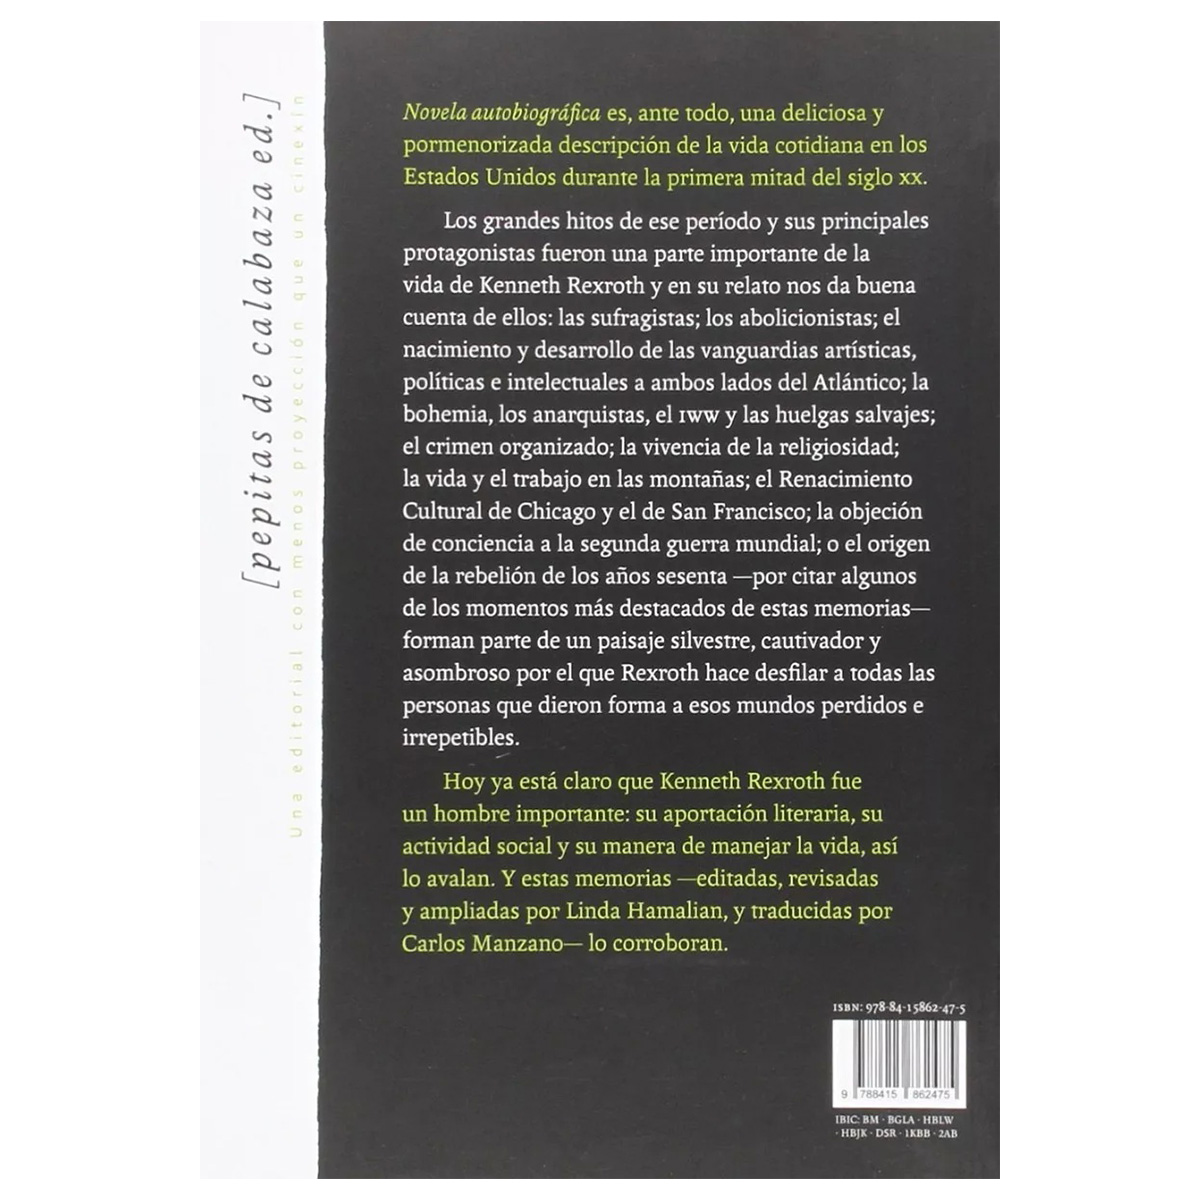 [pepitas de calabaza ed.]
Una editorial con menos proyección que un cinexin
Novela autobiográfica es, ante todo, una deliciosa y
pormenorizada descripción de la vida cotidiana en los
Estados Unidos durante la primera mitad del siglo XX.
Los grandes hitos de ese período y sus principales
protagonistas fueron una parte importante de la
vida de Kenneth Rexroth y en su relato nos da buena
cuenta de ellos: las sufragistas; los abolicionistas; el
nacimiento y desarrollo de las vanguardias artísticas,
políticas e intelectuales a ambos lados del Atlántico; la
bohemia, los anarquistas, el IWW y las huelgas salvajes;
el crimen organizado; la vivencia de la religiosidad;
la vida y el trabajo en las montañas; el Renacimiento
Cultural de Chicago y el de San Francisco; la objeción
de conciencia a la segunda guerra mundial; o el origen
de la rebelión de los años sesenta —por citar algunos
de los momentos más destacados de estas memorias—
forman parte de un paisaje silvestre, cautivador y
asombroso por el que Rexroth hace desfilar a todas las
personas que dieron forma a esos mundos perdidos e
irrepetibles.
Hoy ya está claro que Kenneth Rexroth fue
un hombre importante: su aportación literaria, su
actividad social y su manera de manejar la vida, así
lo avalan. Y estas memorias —editadas, revisadas
y ampliadas por Linda Hamalian, y traducidas por
Carlos Manzano— lo corroboran.
ISBN: 978-84-15862-47-5
9 788415 862475
IBIC: BM · BGLA · HBLW
· HBJK · DSR · 1KBB · 2AB